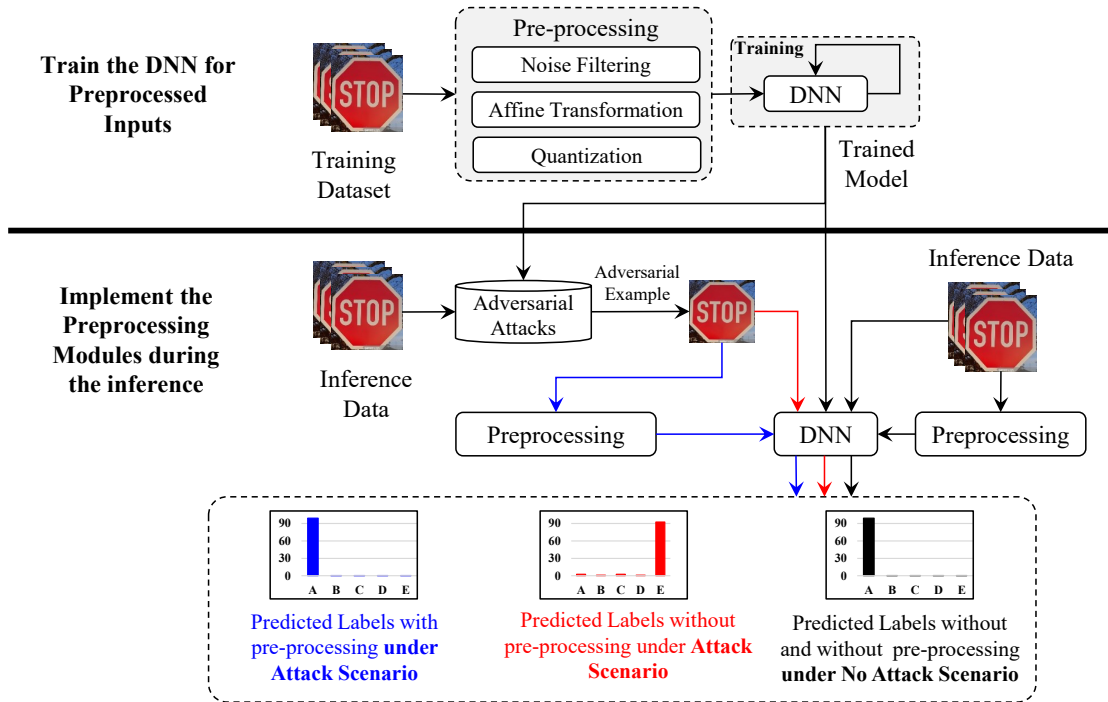 Train the DNN for
Preprocessed
Inputs
STOP
Training
Dataset
Pre-processing
Noise Filtering
Affine Transformation
Quantization
Training
DNN
Trained
Model
Implement the
Preprocessing
Modules during
the inference
STOP
Inference
Data
Adversarial
Attacks
Adversarial
Example
STOP
Inference Data
STOP
Preprocessing
DNN
Preprocessing
90
60
30
0
A B C D E
Predicted Labels with
pre-processing under
Attack Scenario
90
60
30
0
A B C D E
Predicted Labels without
pre-processing under Attack
Scenario
90
60
30
0
A B C D E
Predicted Labels without
and without pre-processing
under No Attack Scenario